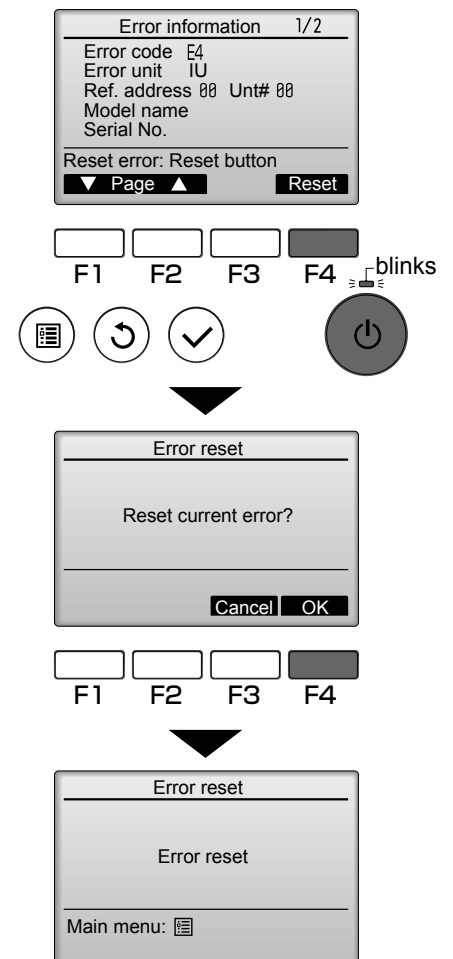 Error information 1/2
Error code E4
Error unit IU
Ref. address 00 Unt# 00
Model name
Serial No.
Reset error: Reset button
▼ Page ▲ Reset
F1 F2 F3 F4
blinks
Error reset
Reset current error?
Cancel OK
F1 F2 F3 F4
Error reset
Error reset
Main menu: